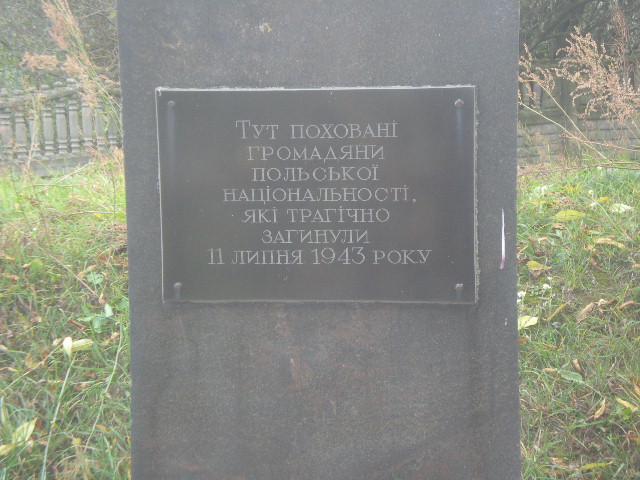 Тут поховані
громадяни
польської
національності,
які трагічно
загинули
11 липня 1943 року